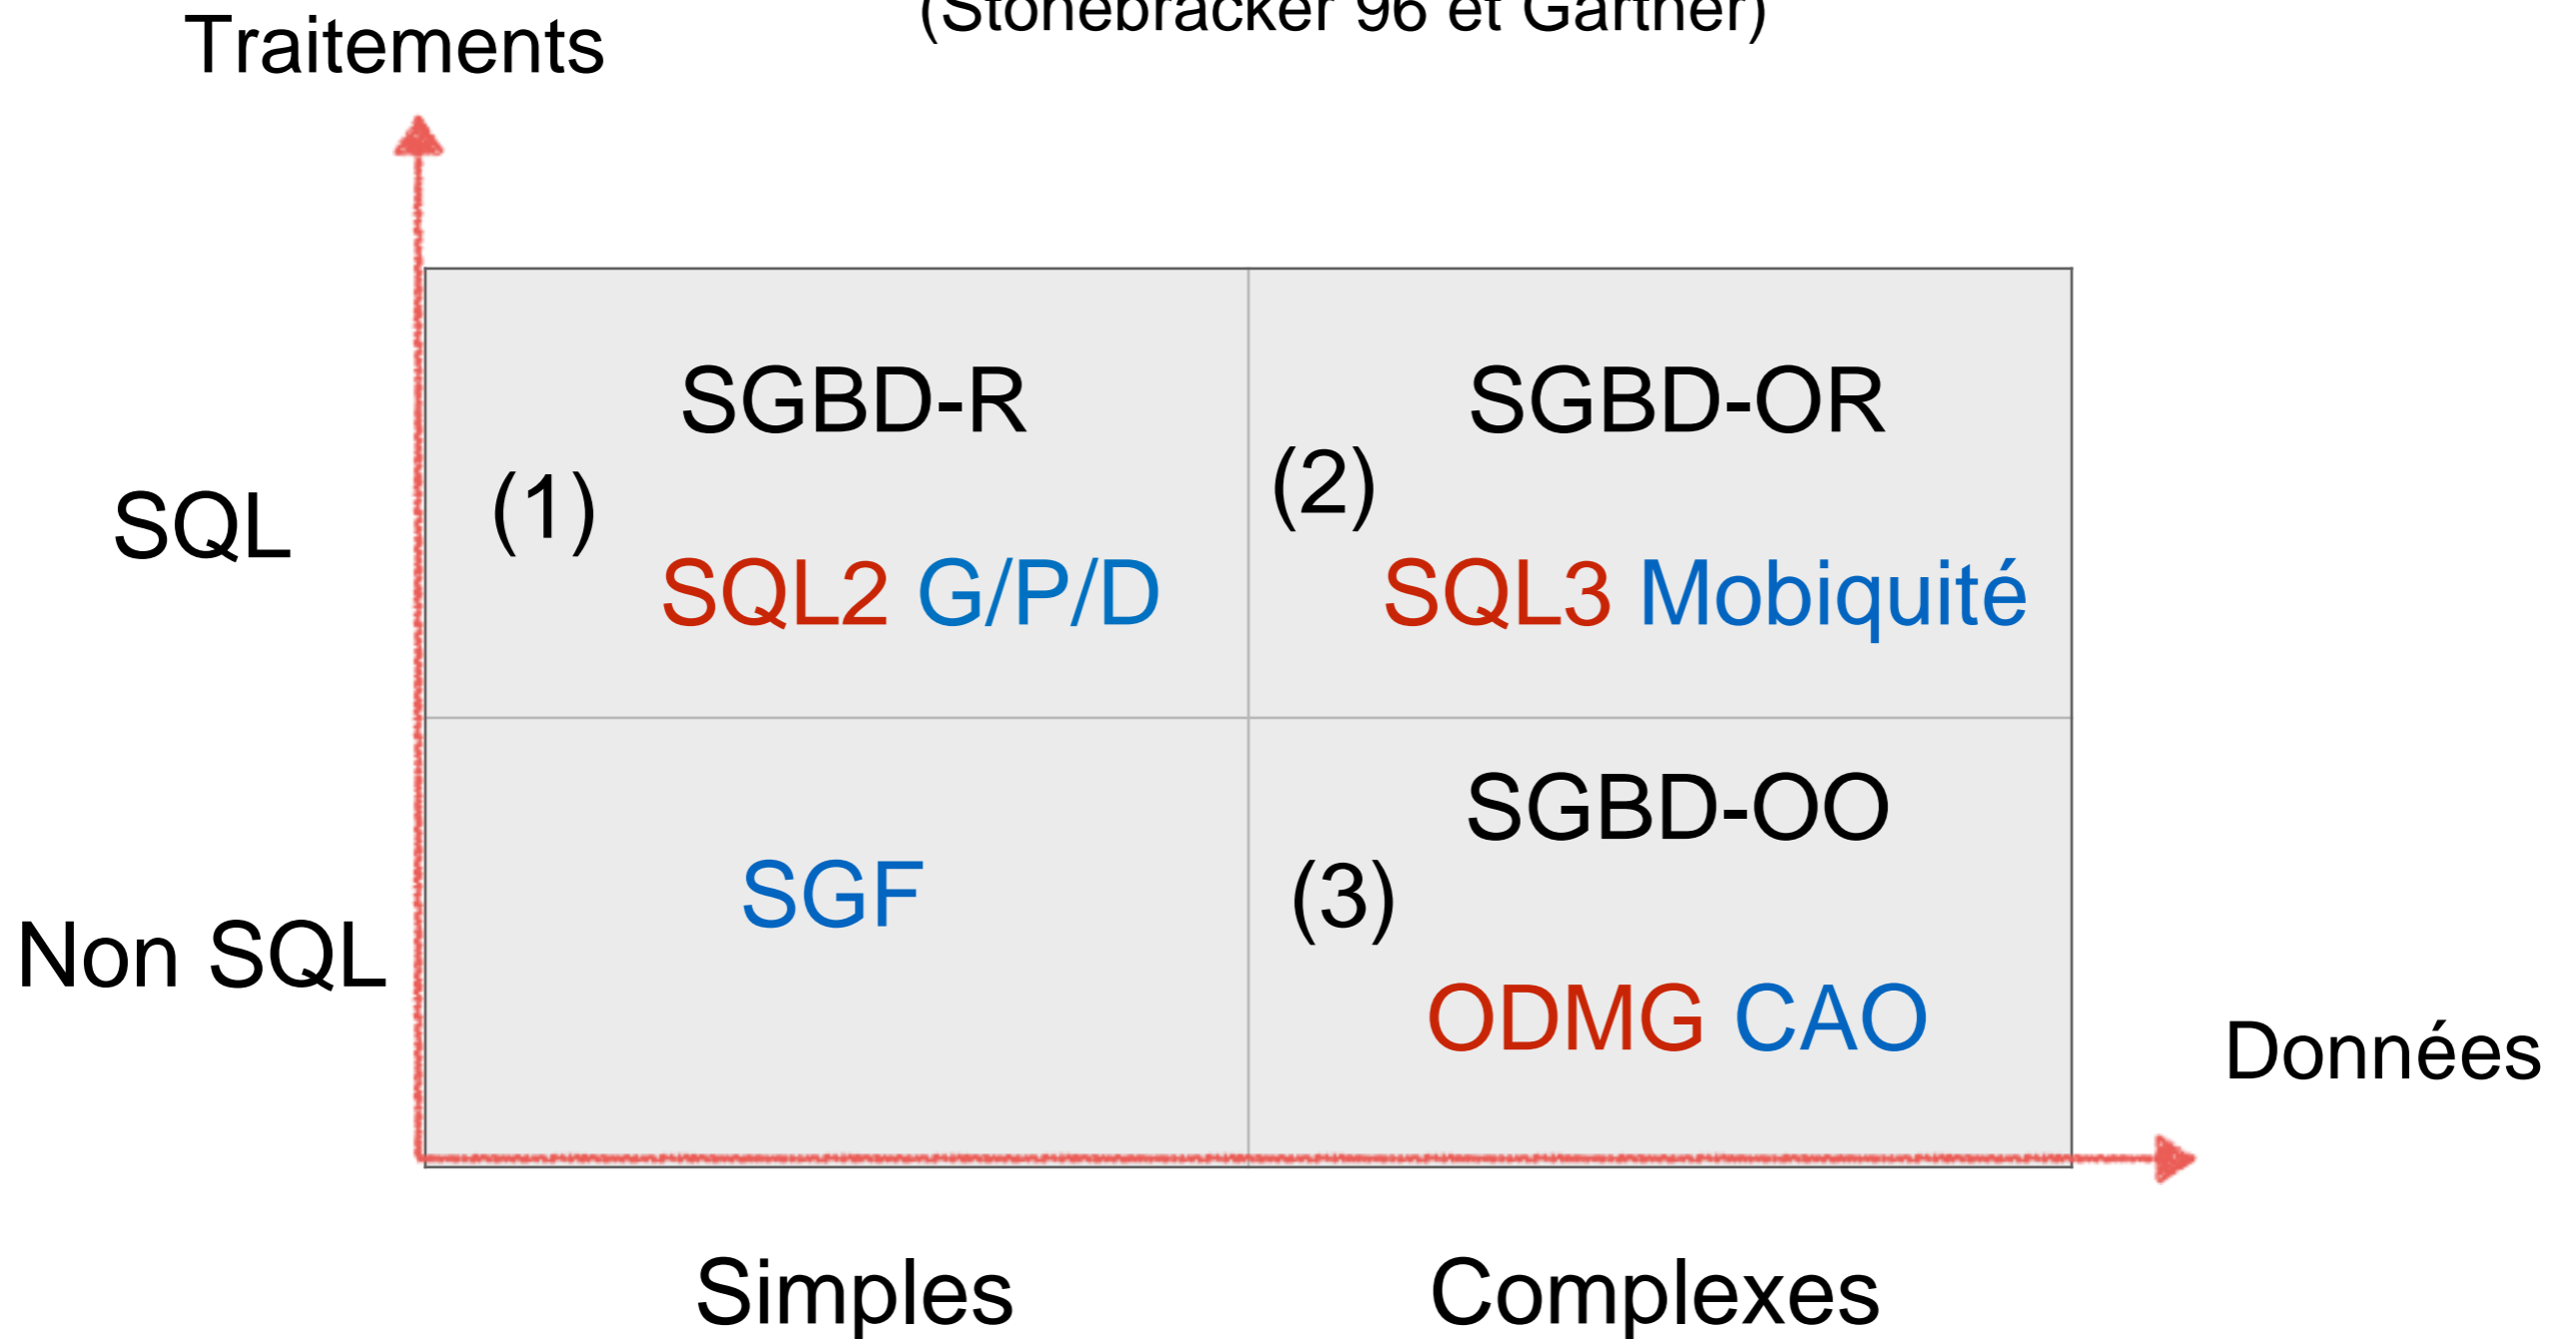 (Stonebracker 96 et Gartner)
Traitements
SGBD-R
SGBD-OR
(1)
(2)
SQL
SQL2 G/P/D
SQL3 Mobiquité
SGBD-OO
SGF
(3)
Non SQL
ODMG CAO
Données
Simples
Complexes